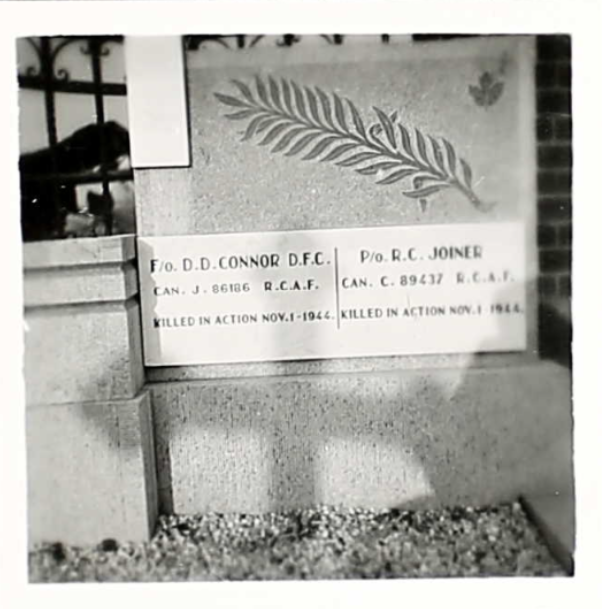 F/o. D.D. CONNOR D.F.C.
CAN. J. 86186 R.C.A.F.
KILLED IN ACTION NOV.1-1944.
P/o. R.C. JOINER
CAN. C. 89437 R.C.A.F.
KILLED IN ACTION NOV.1-1944.